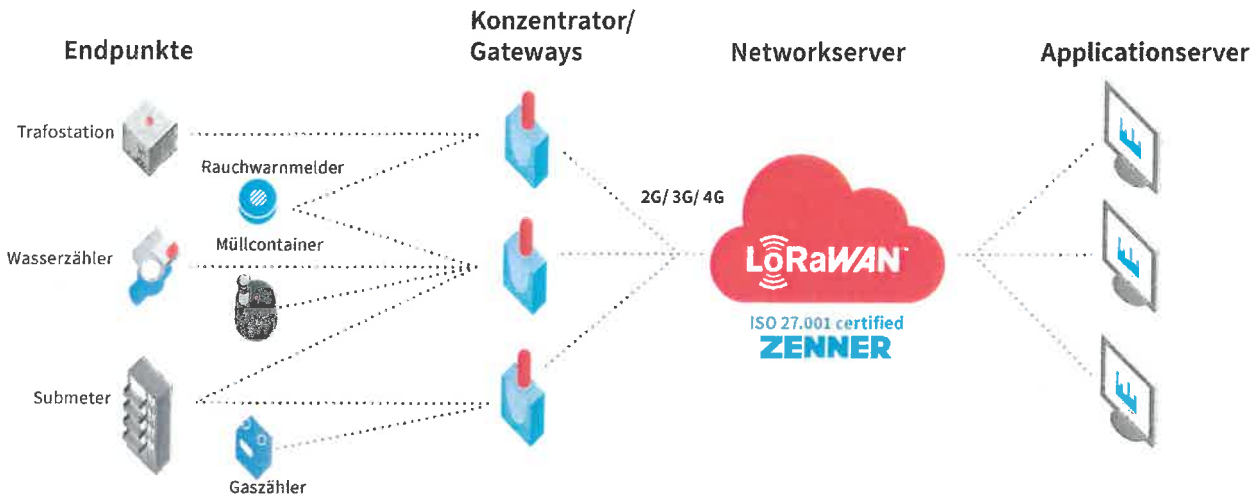 Konzentrator/
Gateways
Endpunkte
Networkserver
Applicationserver
Trafostation
Rauchwarnmelder
2G/ 3G/ 4G
Müllcontainer
Wasserzähler
LoRaWAN™
ISO 27.001 certified
ZENNER
Submeter
Gaszähler